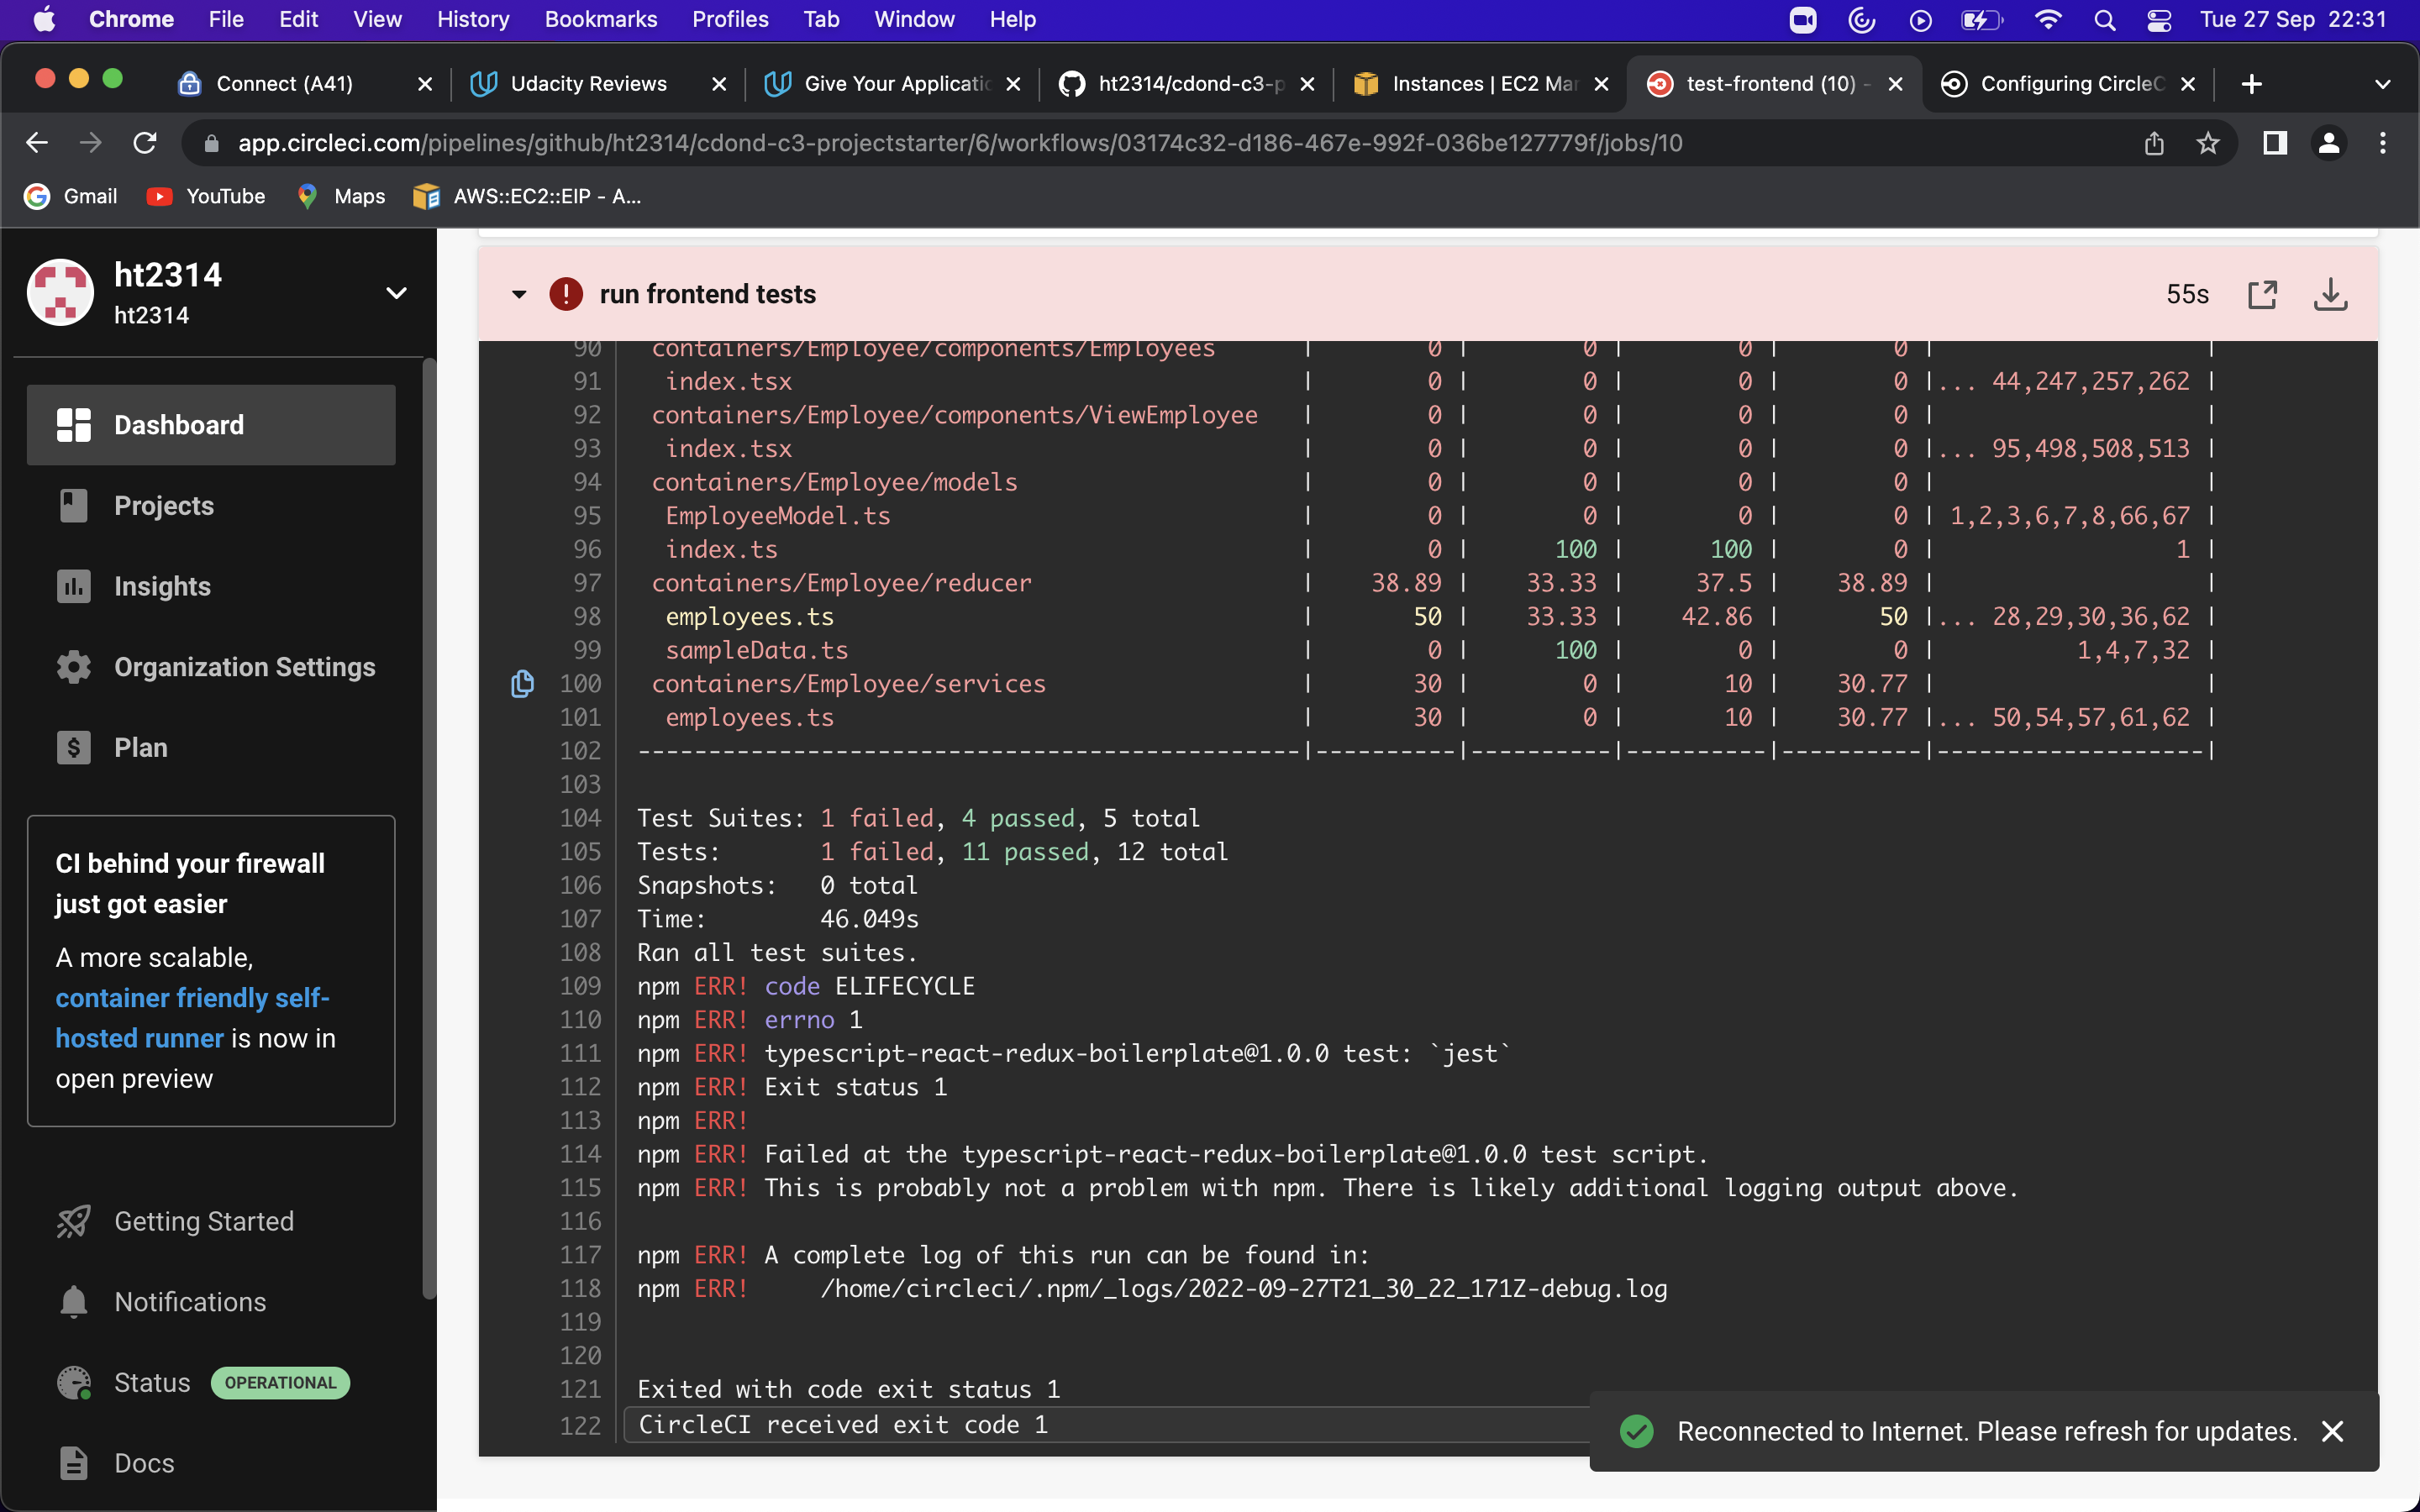 Chrome File Edit View History Bookmarks Profiles Tab Window Help Tue 27 Sep 22:31
Connect (A41) Udacity Reviews Give Your Applicatic ht2314/cdond-c3-p Instances | EC2 Mar test-frontend (10) - Configuring CircleC
app.circleci.com/pipelines/github/ht2314/cdond-c3-projectstarter/6/workflows/03174c32-d186-467e-992f-036be127779f/jobs/10
Gmail YouTube Maps AWS::EC2::EIP - A...
ht2314
ht2314
Dashboard
Projects
Insights
Organization Settings
$ Plan
CI behind your firewall
just got easier
A more scalable,
container friendly self-
hosted runner is now in
open preview
Getting Started
Notifications
Status OPERATIONAL
Docs
! run frontend tests 55s
90 containers/Employee/components/Employees | 0 | 0 | 0 | 0 | |
91 index.tsx | 0 | 0 | 0 | 0 |... 44,247,257,262 |
92 containers/Employee/components/ViewEmployee | 0 | 0 | 0 | 0 | |
93 index.tsx | 0 | 0 | 0 | 0 |... 95,498,508,513 |
94 containers/Employee/models | 0 | 0 | 0 | 0 | |
95 EmployeeModel.ts | 0 | 0 | 0 | 0 | 1,2,3,6,7,8,66,67 |
96 index.ts | 0 | 100 | 100 | 0 | 1 |
97 containers/Employee/reducer | 38.89 | 33.33 | 37.5 | 38.89 | |
98 employees.ts | 50 | 33.33 | 42.86 | 50 |... 28,29,30,36,62 |
99 sampleData.ts | 0 | 100 | 0 | 0 | 1,4,7,32 |
100 containers/Employee/services | 30 | 0 | 10 | 30.77 | |
101 employees.ts | 30 | 0 | 10 | 30.77 |... 50,54,57,61,62 |
102 -----------------------------------------------|----------|----------|----------|----------|-------------------|
103
104 Test Suites: 1 failed, 4 passed, 5 total
105 Tests: 1 failed, 11 passed, 12 total
106 Snapshots: 0 total
107 Time: 46.049s
108 Ran all test suites.
109 npm ERR! code ELIFECYCLE
110 npm ERR! errno 1
111 npm ERR! typescript-react-redux-boilerplate@1.0.0 test: `jest`
112 npm ERR! Exit status 1
113 npm ERR!
114 npm ERR! Failed at the typescript-react-redux-boilerplate@1.0.0 test script.
115 npm ERR! This is probably not a problem with npm. There is likely additional logging output above.
116
117 npm ERR! A complete log of this run can be found in:
118 npm ERR! /home/circleci/.npm/_logs/2022-09-27T21_30_22_171Z-debug.log
119
120
121 Exited with code exit status 1
122 CircleCI received exit code 1
Reconnected to Internet. Please refresh for updates.